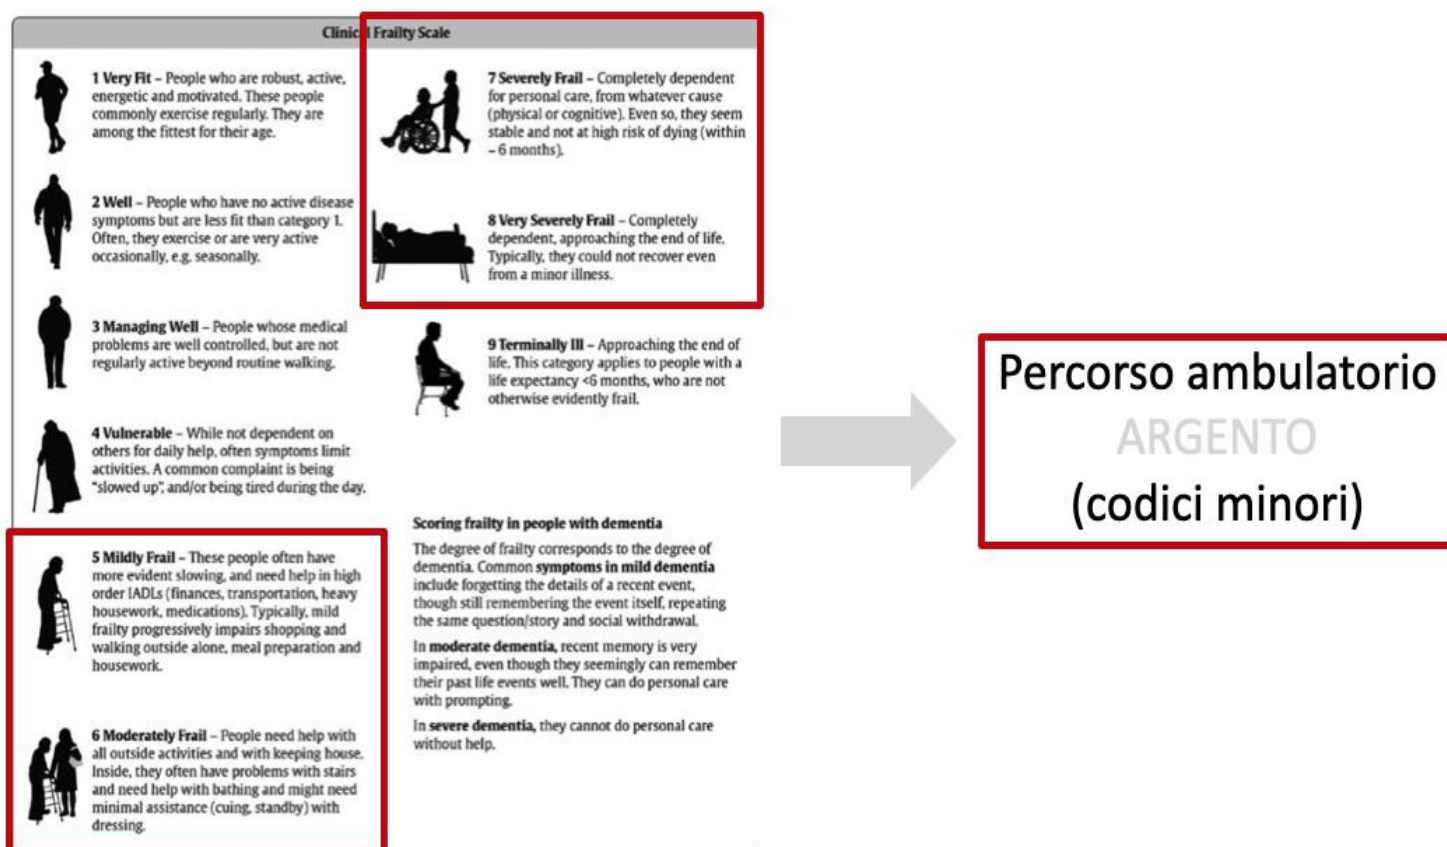 Clinical Frailty Scale
1 Very Fit – People who are robust, active,
energetic and motivated. These people
commonly exercise regularly. They are
among the fittest for their age.
2 Well – People who have no active disease
symptoms but are less fit than category 1.
Often, they exercise or are very active
occasionally, e.g. seasonally.
3 Managing Well – People whose medical
problems are well controlled, but are not
regularly active beyond routine walking.
4 Vulnerable – While not dependent on
others for daily help, often symptoms limit
activities. A common complaint is being
"slowed up", and/or being tired during the day.
5 Mildly Frail – These people often have
more evident slowing, and need help in high
order IADLs (finances, transportation, heavy
housework, medications). Typically, mild
frailty progressively impairs shopping and
walking outside alone, meal preparation and
housework.
6 Moderately Frail – People need help with
all outside activities and with keeping house.
Inside, they often have problems with stairs
and need help with bathing and might need
minimal assistance (cuing, standby) with
dressing.
7 Severely Frail – Completely dependent
for personal care, from whatever cause
(physical or cognitive). Even so, they seem
stable and not at high risk of dying (within
~ 6 months).
8 Very Severely Frail – Completely
dependent, approaching the end of life.
Typically, they could not recover even
from a minor illness.
9 Terminally Ill – Approaching the end of
life. This category applies to people with a
life expectancy <6 months, who are not
otherwise evidently frail.
Scoring frailty in people with dementia
The degree of frailty corresponds to the degree of
dementia. Common symptoms in mild dementia
include forgetting the details of a recent event,
though still remembering the event itself, repeating
the same question/story and social withdrawal.
In moderate dementia, recent memory is very
impaired, even though they seemingly can remember
their past life events well. They can do personal care
with prompting.
In severe dementia, they cannot do personal care
without help.
Percorso ambulatorio
ARGENTO
(codici minori)